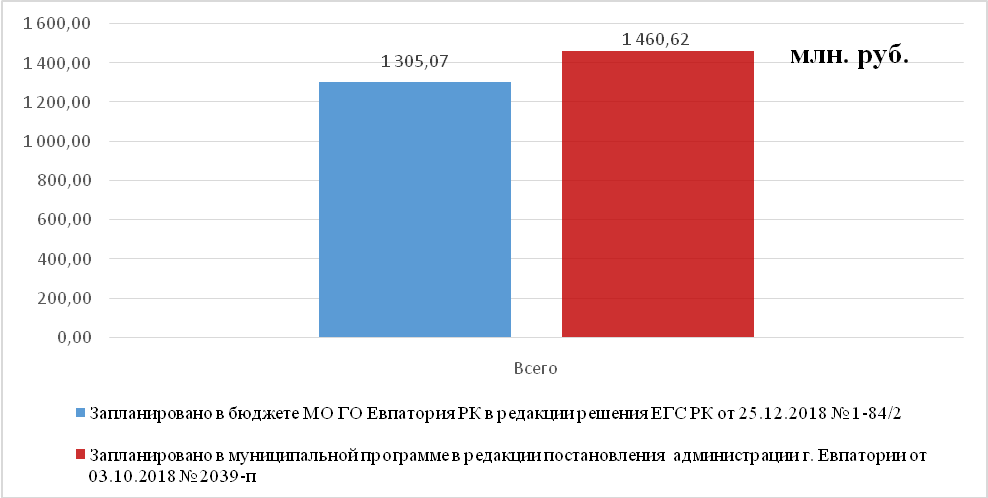 1 600,00
1 400,00
1 200,00
1 000,00
800,00
600,00
400,00
200,00
0,00
1 305,07
1 460,62
млн. руб.
Всего
Запланировано в бюджете МО ГО Евпатория РК в редакции решения ЕГС РК от 25.12.2018 №1-84/2
Запланировано в муниципальной программе в редакции постановления администрации г. Евпатории от
03.10.2018 №2039-п